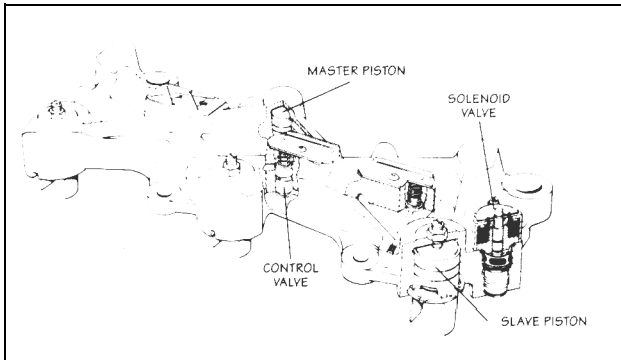 MASTER PISTON
SOLENOID
VALVE
CONTROL
VALVE
SLAVE PISTON